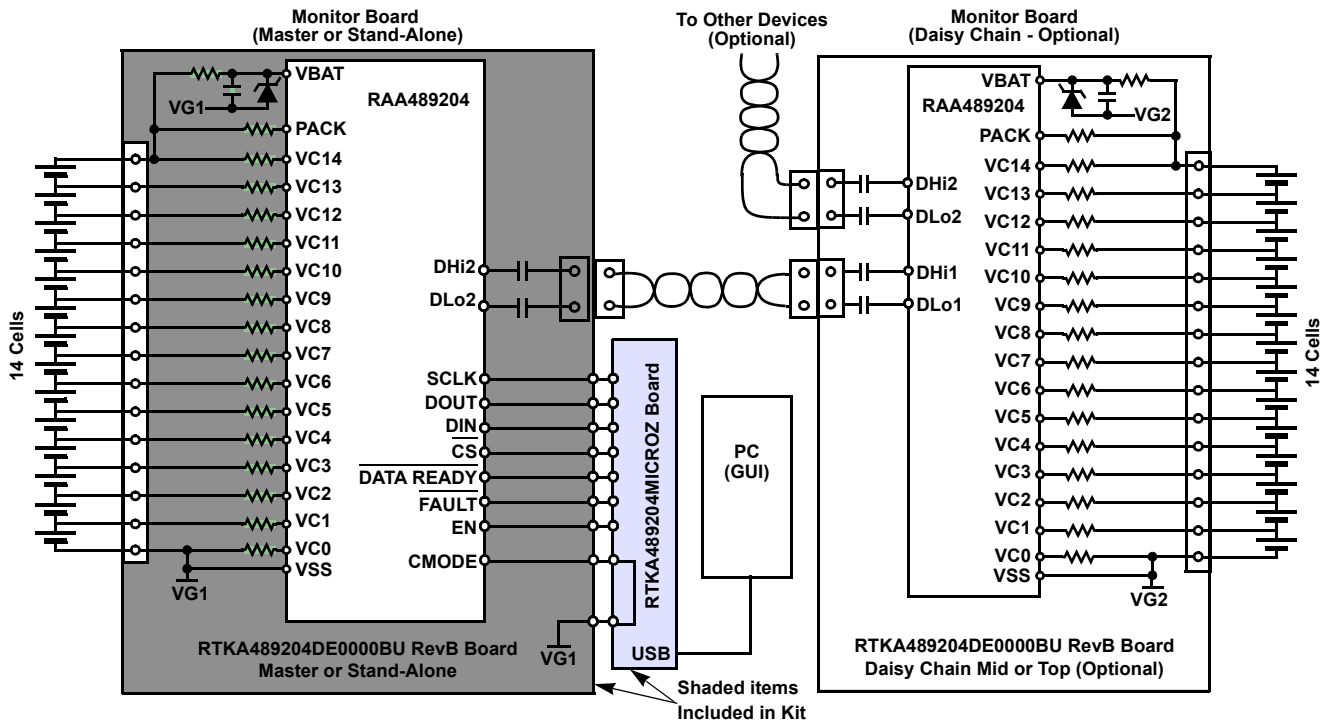 Monitor Board
(Master or Stand-Alone)
VBAT
RAA489204
VG1
PACK
VC14
VC13
VC12
VC11
VC10
VC9
VC8
VC7
VC6
VC5
VC4
VC3
VC2
VC1
VC0
VSS
VG1
14 Cells
DHi2
DLo2
SCLK
DOUT
DIN
CS
DATA READY
FAULT
EN
CMODE
VG1
RTKA489204DE0000BU RevB Board
Master or Stand-Alone
RTKA489204MICROZ Board
USB
PC
(GUI)
Shaded items
Included in Kit
To Other Devices
(Optional)
Monitor Board
(Daisy Chain - Optional)
VBAT
RAA489204
VG2
PACK
VC14
VC13
VC12
VC11
VC10
VC9
VC8
VC7
VC6
VC5
VC4
VC3
VC2
VC1
VC0
VSS
VG2
DHi2
DLo2
DHi1
DLo1
14 Cells
RTKA489204DE0000BU RevB Board
Daisy Chain Mid or Top (Optional)